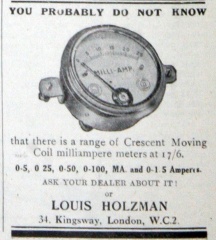 YOU PROBABLY DO NOT KNOW
MILLI-AMP
that there is a range of Crescent Moving
Coil milliampere meters at 17/6.
0-5, 0 25, 0-50, 0-100, MA. and 0-1 5 Amperes.
ASK YOUR DEALER ABOUT IT!
or
LOUIS HOLZMAN
34, Kingsway, London, W.C.2.